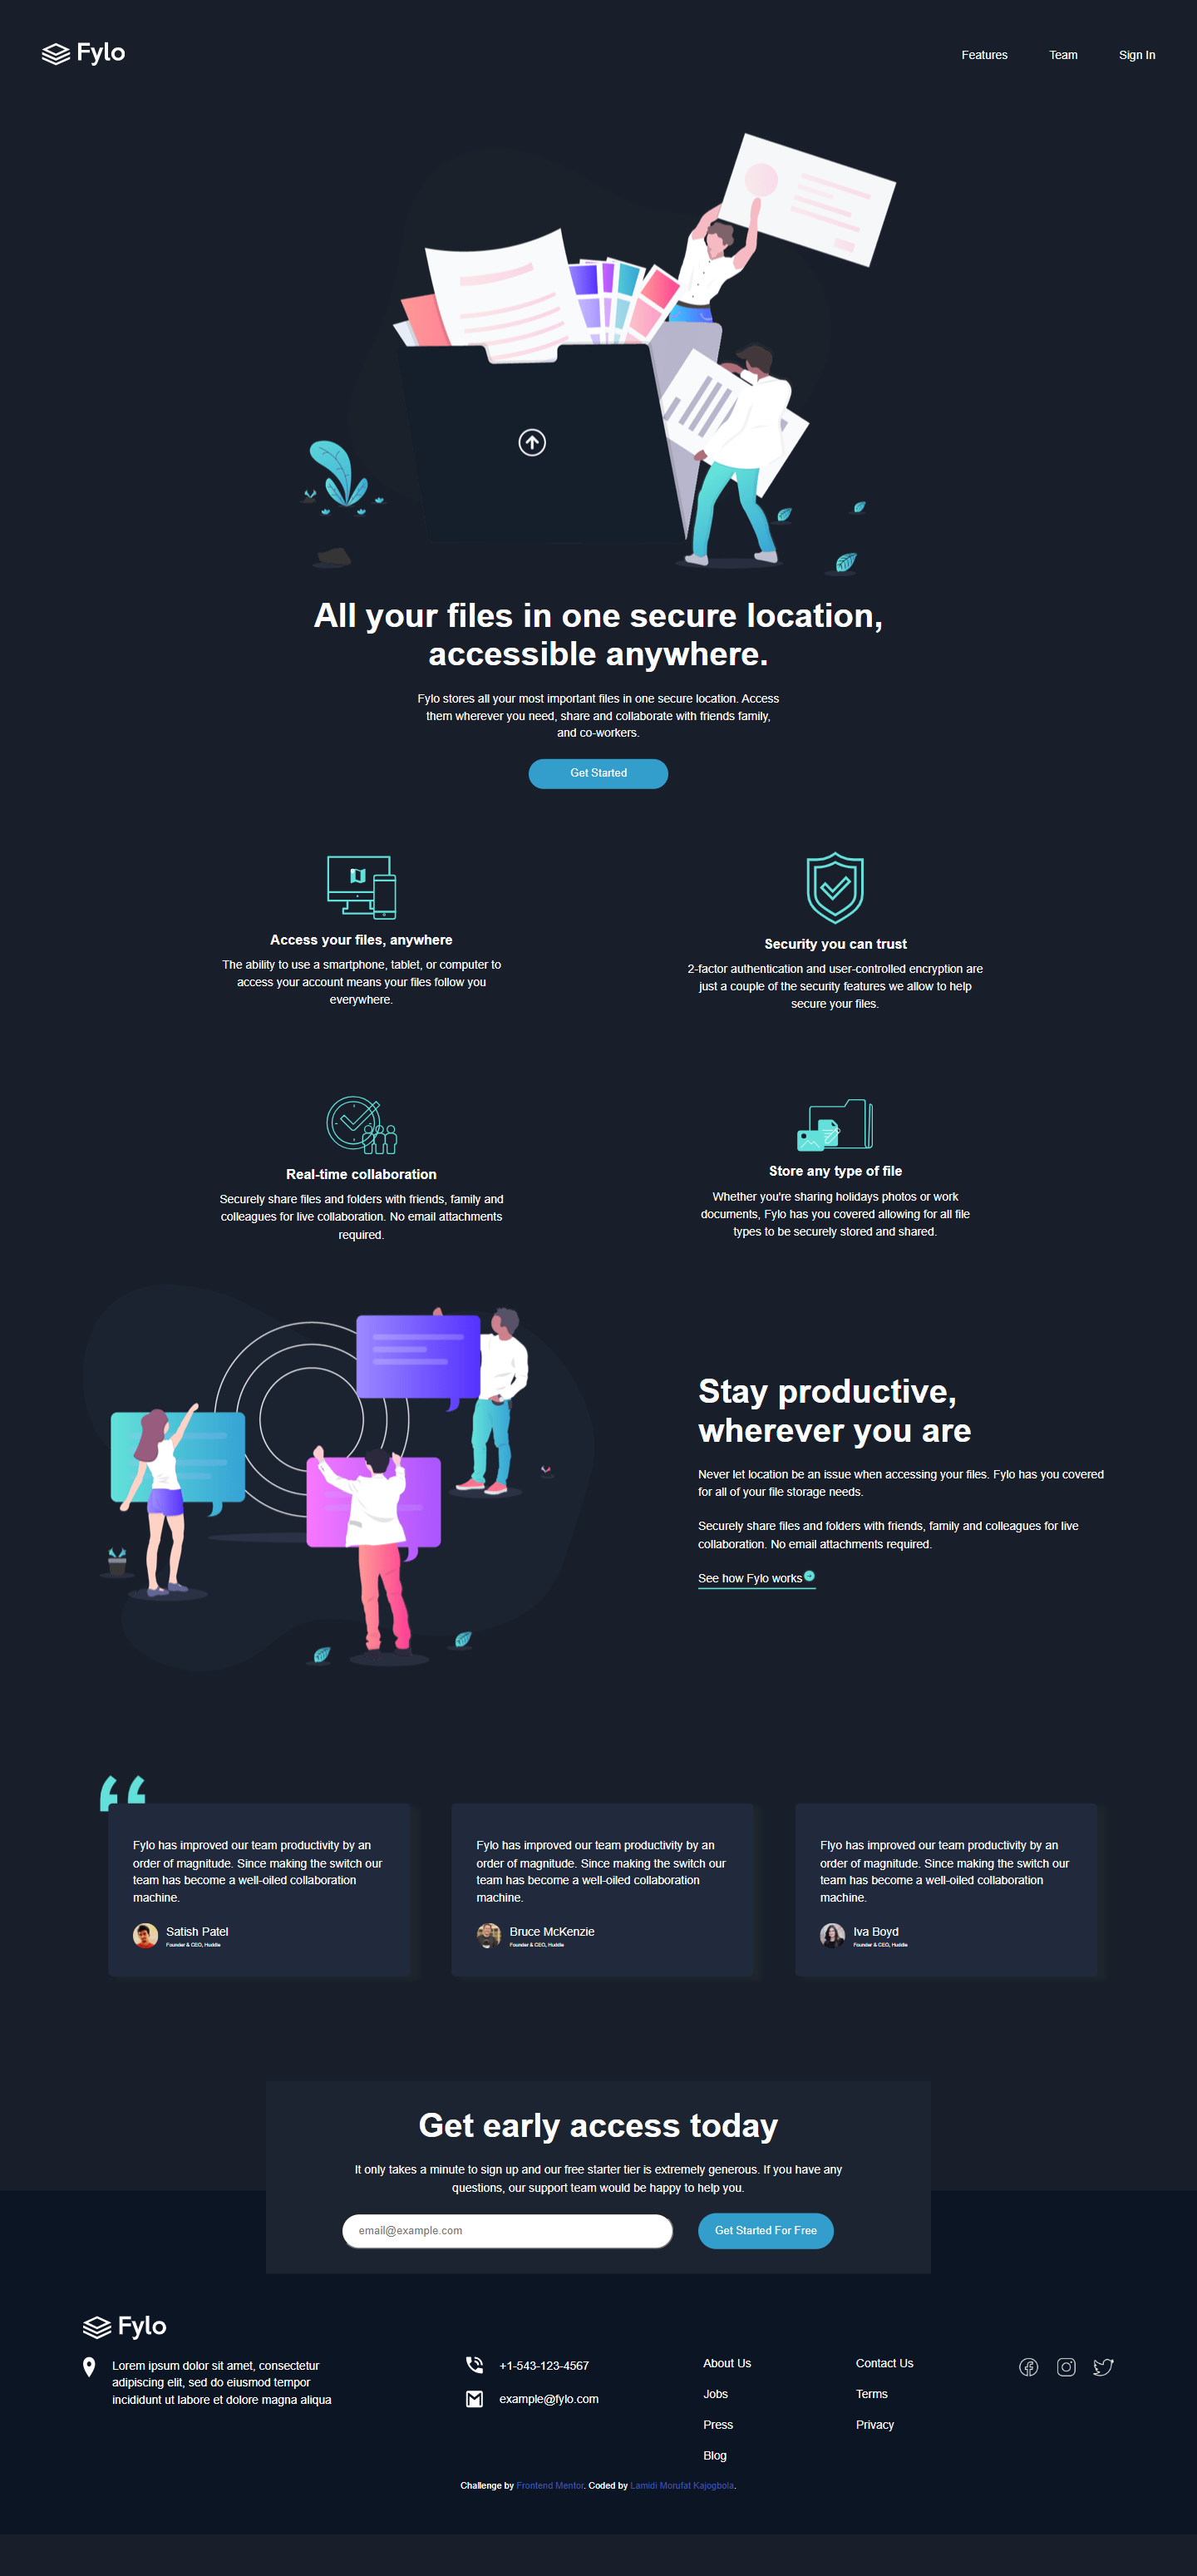 Fylo
Features
Team
Sign In
All your files in one secure location,
accessible anywhere.
Fylo stores all your most important files in one secure location. Access
them wherever you need, share and collaborate with friends family,
and co-workers.
Get Started
Access your files, anywhere
The ability to use a smartphone, tablet, or computer to
access your account means your files follow you
everywhere.
Security you can trust
2-factor authentication and user-controlled encryption are
just a couple of the security features we allow to help
secure your files.
Real-time collaboration
Securely share files and folders with friends, family and
colleagues for live collaboration. No email attachments
required.
Store any type of file
Whether you're sharing holidays photos or work
documents, Fylo has you covered allowing for all file
types to be securely stored and shared.
Stay productive,
wherever you are
Never let location be an issue when accessing your files. Fylo has you covered
for all of your file storage needs.
Securely share files and folders with friends, family and colleagues for live
collaboration. No email attachments required.
See how Fylo works
“
Fylo has improved our team productivity by an
order of magnitude. Since making the switch our
team has become a well-oiled collaboration
machine.
Satish Patel
Founder & CEO, Huddle
Fylo has improved our team productivity by an
order of magnitude. Since making the switch our
team has become a well-oiled collaboration
machine.
Bruce McKenzie
Founder & CEO, Huddle
Flyo has improved our team productivity by an
order of magnitude. Since making the switch our
team has become a well-oiled collaboration
machine.
Iva Boyd
Founder & CEO, Huddle
Get early access today
It only takes a minute to sign up and our free starter tier is extremely generous. If you have any
questions, our support team would be happy to help you.
email@example.com
Get Started For Free
Fylo
Lorem ipsum dolor sit amet, consectetur
adipiscing elit, sed do eiusmod tempor
incididunt ut labore et dolore magna aliqua
+1-543-123-4567
example@fylo.com
About Us
Jobs
Press
Blog
Contact Us
Terms
Privacy
Challenge by Frontend Mentor. Coded by Lamidi Morufat Kajogbola.